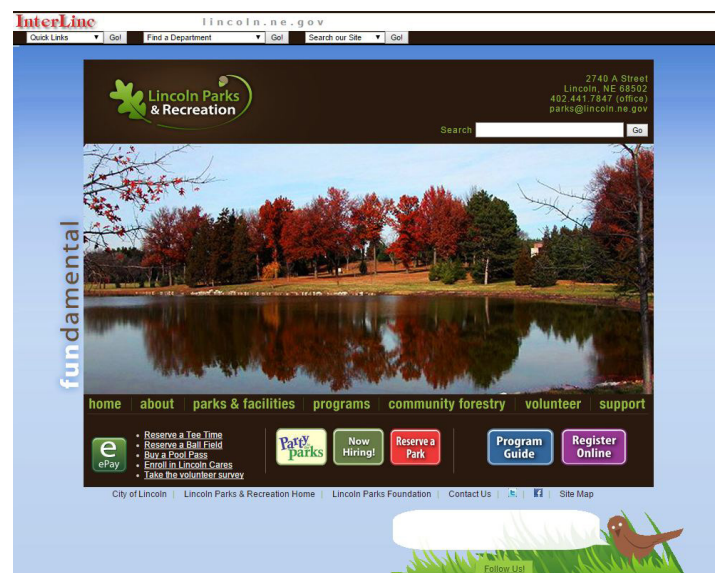 InterLinc
lincoln.ne.gov
Quick Links Go! Find a Department Go! Search our Site Go!
Lincoln Parks
& Recreation
2740 A Street
Lincoln, NE 68502
402.441.7847 (office)
parks@lincoln.ne.gov
Search Go
fundamental
home about parks & facilities programs community forestry volunteer support
e
ePay
Reserve a Tee Time
Reserve a Ball Field
Buy a Pool Pass
Enroll in Lincoln Cares
Take the volunteer survey
Party
parks
Now
Hiring!
Reserve a
Park
Program
Guide
Register
Online
City of Lincoln | Lincoln Parks & Recreation Home | Lincoln Parks Foundation | Contact Us | t | f | Site Map
Follow Us!